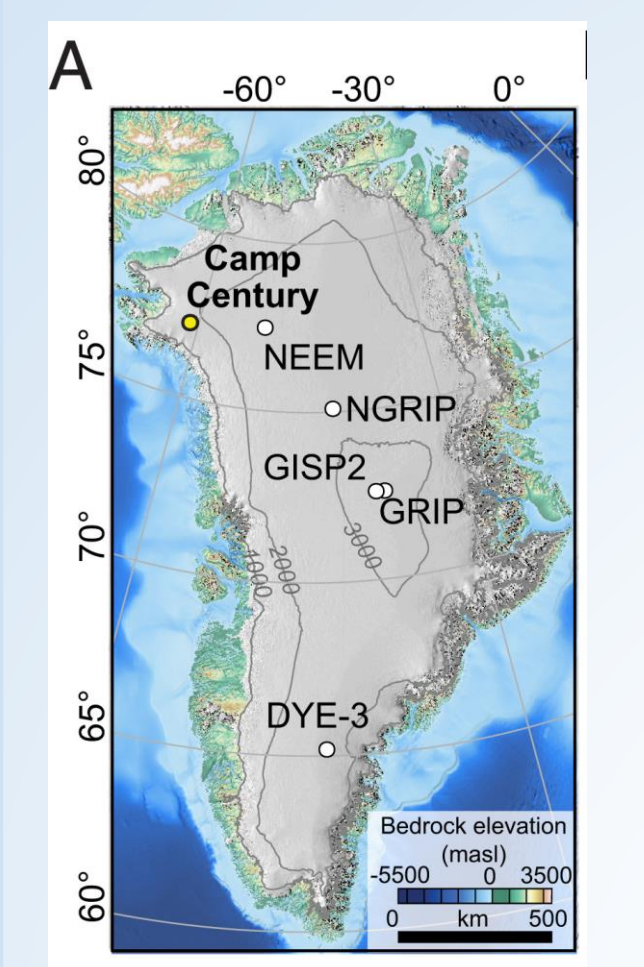 A
-60° -30° 0°
80°
Camp
Century
NEEM
75°
NGRIP
GISP2
GRIP
3000
2000
1000
70°
DYE-3
65°
Bedrock elevation
(masl)
-5500 0 3500
0 km 500
60°